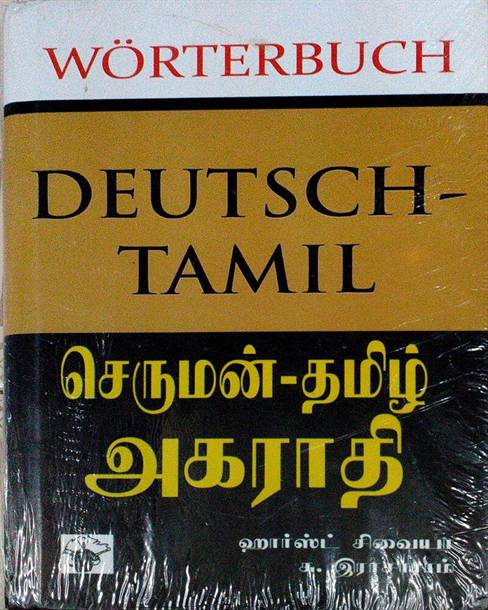 WÖRTERBUCH
DEUTSCH-
TAMIL
செருமன்-தமிழ்
அகராதி
ஹார்ஸ்ட் சிவையா
சு. இராசாராம்